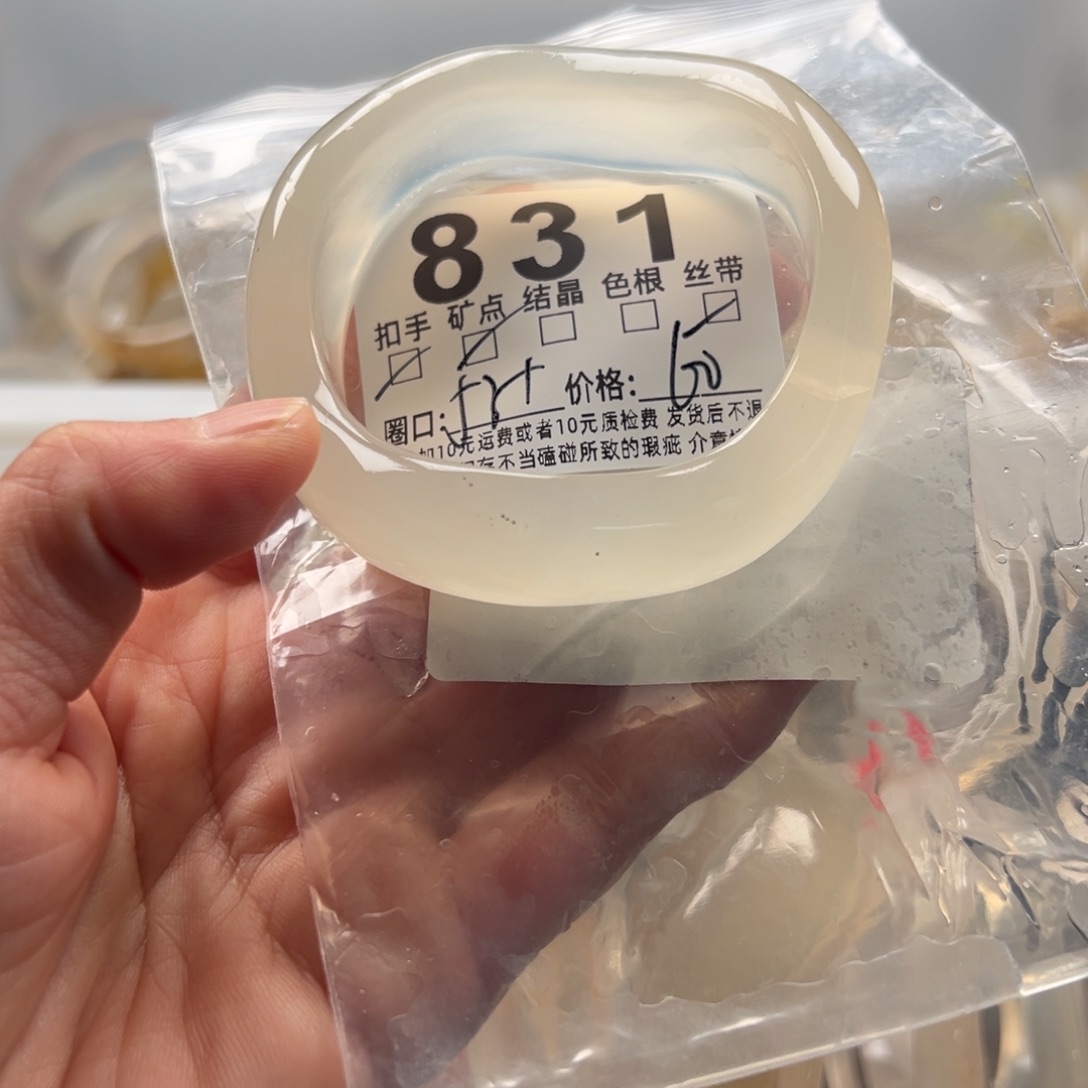 831
扣手 矿点 结晶 色根 丝带
圈口: 价格:
加10元运费或者10元质检费 发货后不退
存不当磕碰所致的瑕疵 介意